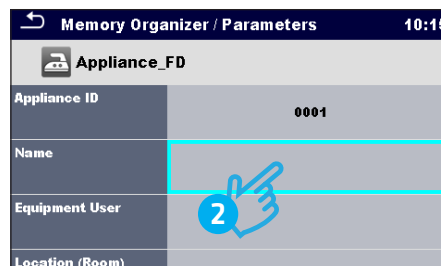 Memory Organizer / Parameters 10:15
Appliance_FD
Appliance ID 0001
Name
2
Equipment User
Location (Room)